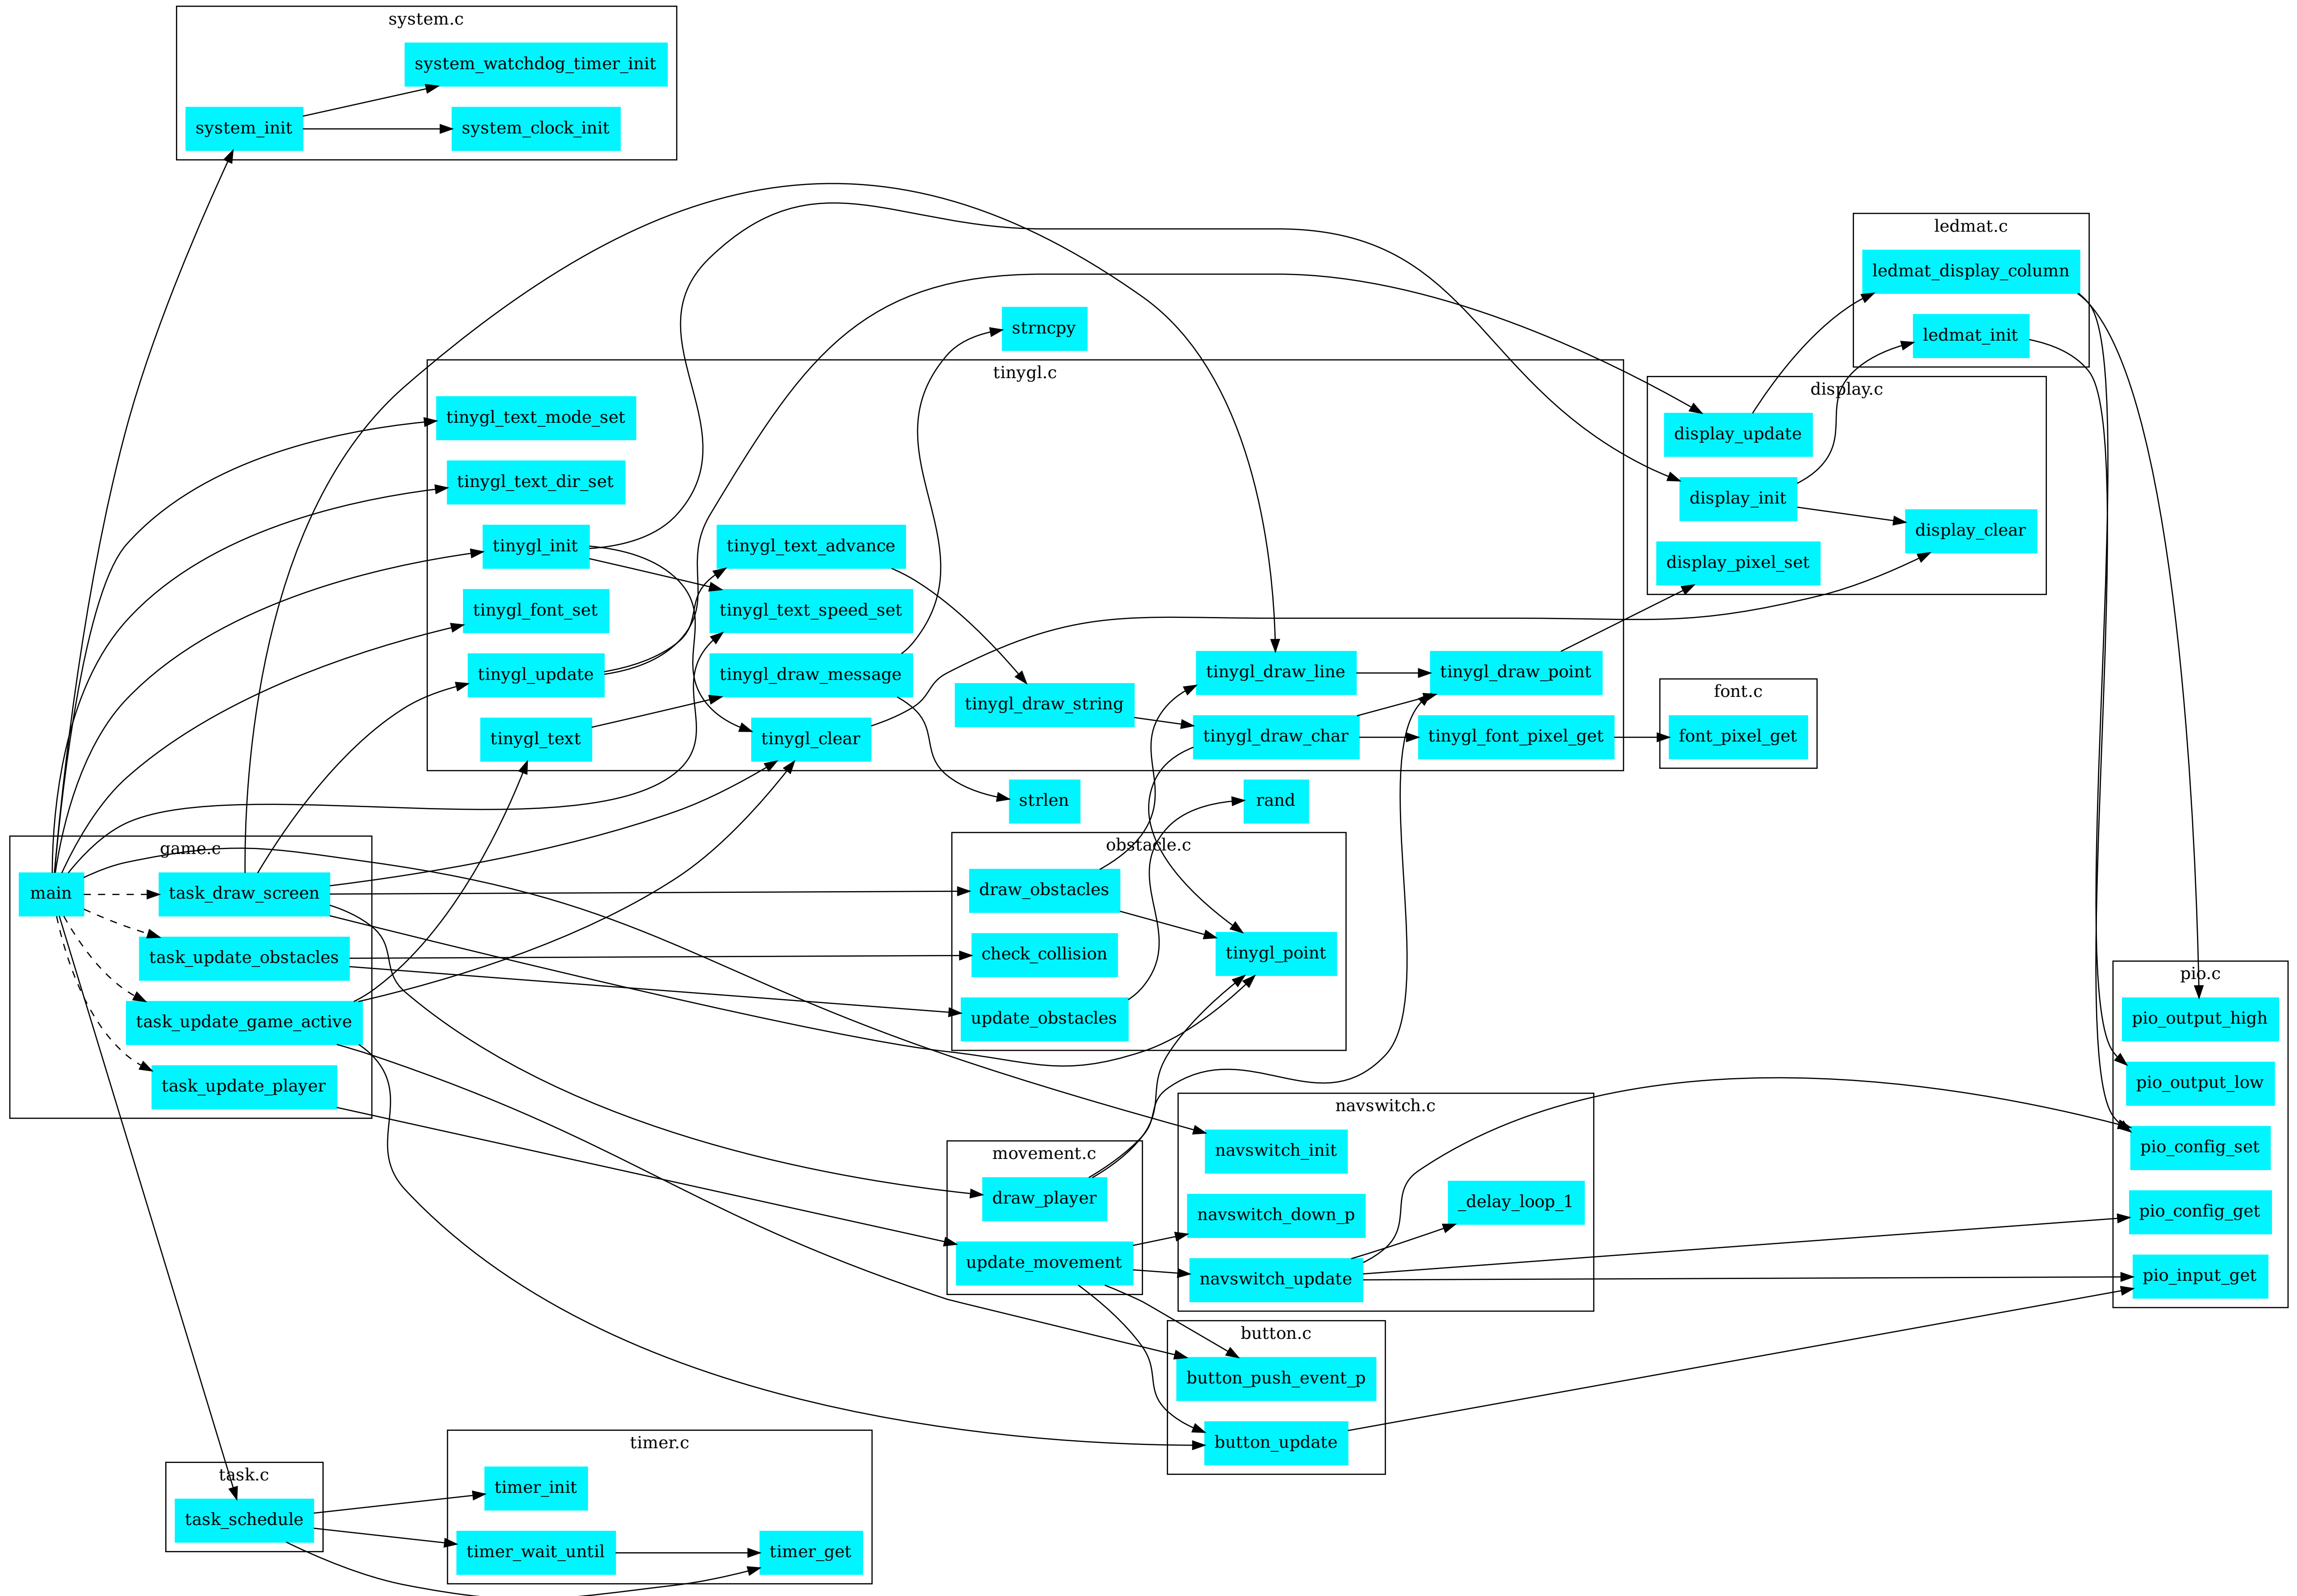 system.c
system_watchdog_timer_init
system_init
system_clock_init
ledmat.c
ledmat_display_column
ledmat_init
strncpy
tinygl.c
tinygl_text_mode_set
tinygl_text_dir_set
tinygl_init
tinygl_text_advance
tinygl_font_set
tinygl_text_speed_set
tinygl_update
tinygl_draw_message
tinygl_draw_string
tinygl_draw_line
tinygl_draw_point
tinygl_text
tinygl_clear
tinygl_draw_char
tinygl_font_pixel_get
display.c
display_update
display_init
display_clear
display_pixel_set
font.c
font_pixel_get
strlen
rand
game.c
main
task_draw_screen
task_update_obstacles
task_update_game_active
task_update_player
obstacle.c
draw_obstacles
check_collision
tinygl_point
update_obstacles
pio.c
pio_output_high
pio_output_low
pio_config_set
pio_config_get
pio_input_get
movement.c
draw_player
update_movement
navswitch.c
navswitch_init
navswitch_down_p
_delay_loop_1
navswitch_update
button.c
button_push_event_p
button_update
task.c
task_schedule
timer.c
timer_init
timer_wait_until
timer_get